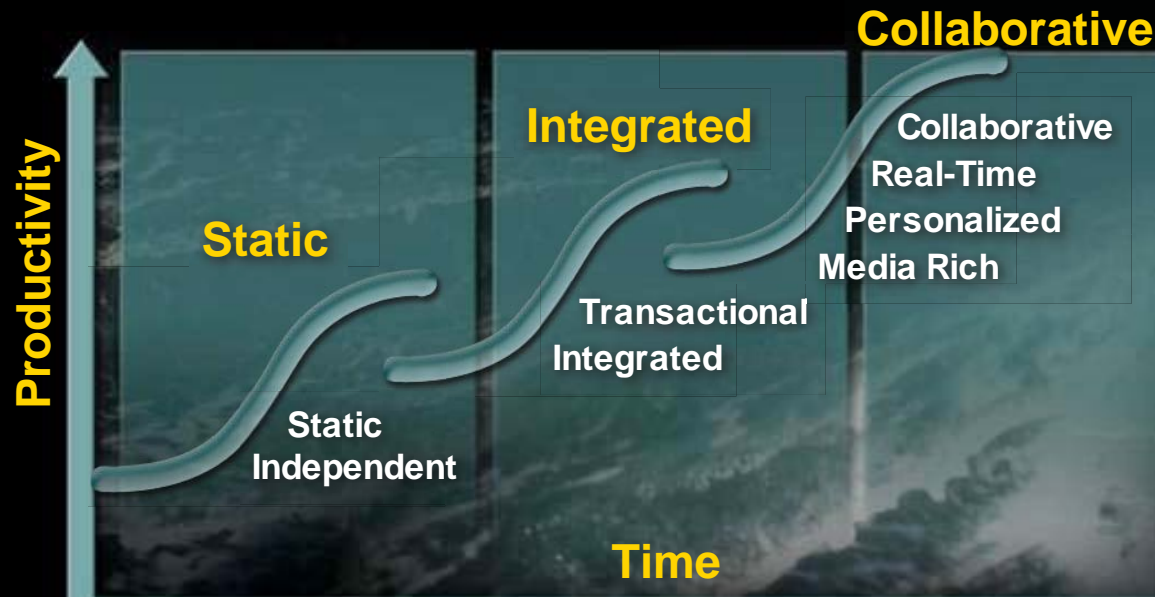 Collaborative
Integrated
Static
Productivity
Collaborative
Real-Time
Personalized
Media Rich
Transactional
Integrated
Static
Independent
Time